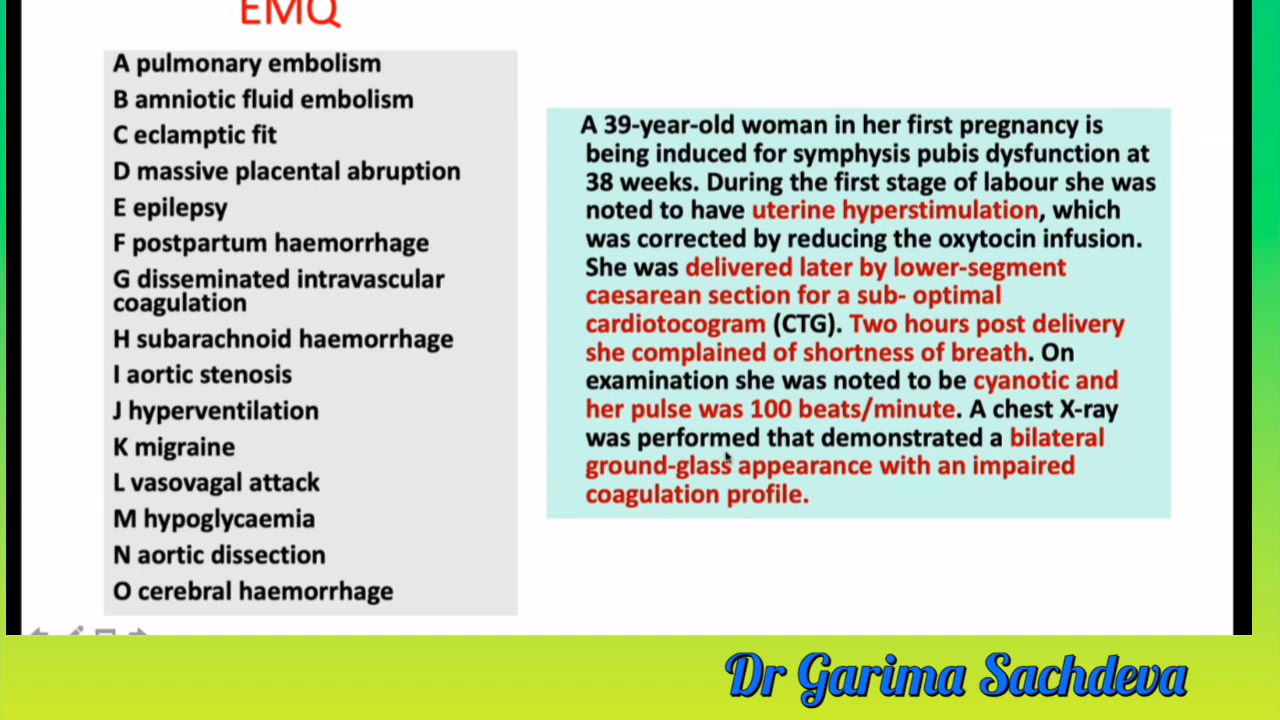 EMQ
A pulmonary embolism
B amniotic fluid embolism
C eclamptic fit
D massive placental abruption
E epilepsy
F postpartum haemorrhage
G disseminated intravascular
coagulation
H subarachnoid haemorrhage
I aortic stenosis
J hyperventilation
K migraine
L vasovagal attack
M hypoglycaemia
N aortic dissection
O cerebral haemorrhage
A 39-year-old woman in her first pregnancy is
being induced for symphysis pubis dysfunction at
38 weeks. During the first stage of labour she was
noted to have uterine hyperstimulation, which
was corrected by reducing the oxytocin infusion.
She was delivered later by lower-segment
caesarean section for a sub- optimal
cardiotocogram (CTG). Two hours post delivery
she complained of shortness of breath. On
examination she was noted to be cyanotic and
her pulse was 100 beats/minute. A chest X-ray
was performed that demonstrated a bilateral
ground-glass appearance with an impaired
coagulation profile.
Dr Garima Sachdeva